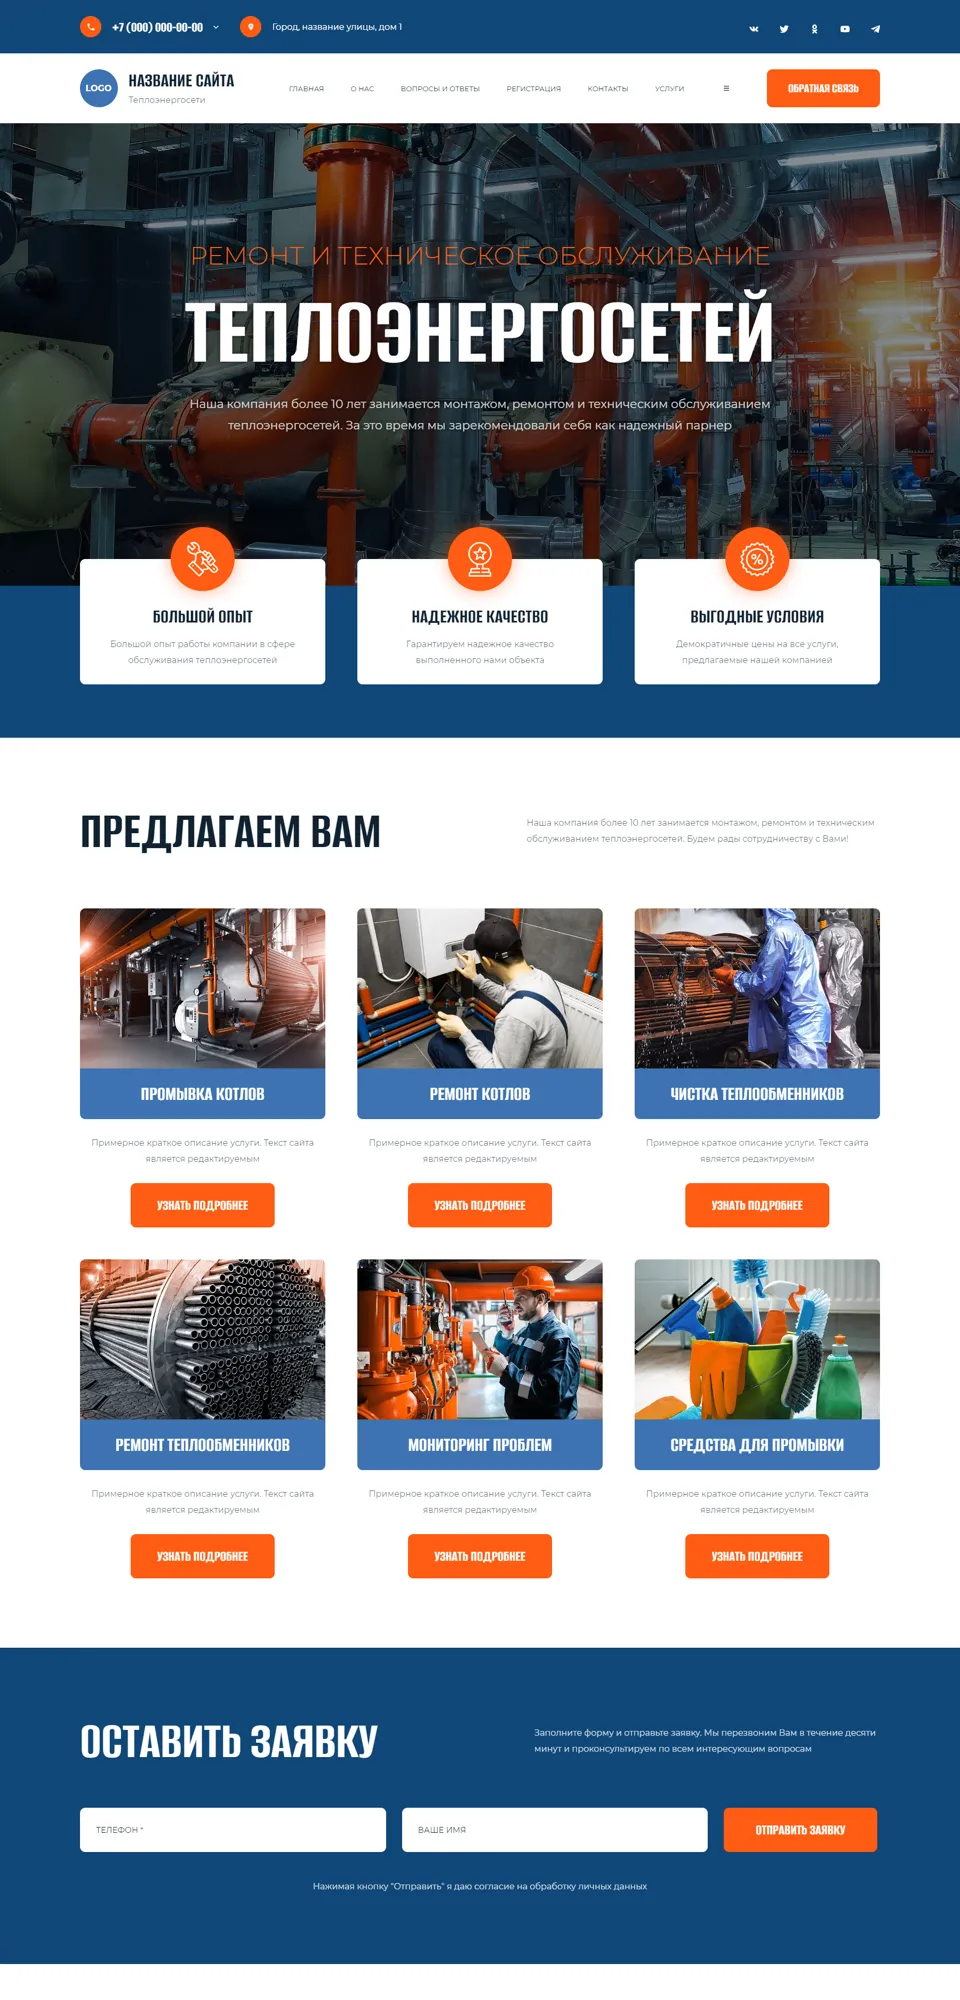 +7 (000) 000-00-00
Город, название улицы, дом 1
LOGO
НАЗВАНИЕ САЙТА
Теплоэнергосети
ГЛАВНАЯ
О НАС
ВОПРОСЫ И ОТВЕТЫ
РЕГИСТРАЦИЯ
КОНТАКТЫ
УСЛУГИ
ОБРАТНАЯ СВЯЗЬ
РЕМОНТ И ТЕХНИЧЕСКОЕ ОБСЛУЖИВАНИЕ
ТЕПЛОЭНЕРГОСЕТЕЙ
Наша компания более 10 лет занимается монтажом, ремонтом и техническим обслуживанием
теплоэнергосетей. За это время мы зарекомендовали себя как надежный парнер
БОЛЬШОЙ ОПЫТ
Большой опыт работы компании в сфере
обслуживания теплоэнергосетей
НАДЕЖНОЕ КАЧЕСТВО
Гарантируем надежное качество
выполненного нами объекта
ВЫГОДНЫЕ УСЛОВИЯ
Демократичные цены на все услуги,
предлагаемые нашей компанией
ПРЕДЛАГАЕМ ВАМ
Наша компания более 10 лет занимается монтажом, ремонтом и техническим
обслуживанием теплоэнергосетей. Будем рады сотрудничеству с Вами!
ПРОМЫВКА КОТЛОВ
Примерное краткое описание услуги. Текст сайта
является редактируемым
УЗНАТЬ ПОДРОБНЕЕ
РЕМОНТ КОТЛОВ
Примерное краткое описание услуги. Текст сайта
является редактируемым
УЗНАТЬ ПОДРОБНЕЕ
ЧИСТКА ТЕПЛООБМЕННИКОВ
Примерное краткое описание услуги. Текст сайта
является редактируемым
УЗНАТЬ ПОДРОБНЕЕ
РЕМОНТ ТЕПЛООБМЕННИКОВ
Примерное краткое описание услуги. Текст сайта
является редактируемым
УЗНАТЬ ПОДРОБНЕЕ
МОНИТОРИНГ ПРОБЛЕМ
Примерное краткое описание услуги. Текст сайта
является редактируемым
УЗНАТЬ ПОДРОБНЕЕ
СРЕДСТВА ДЛЯ ПРОМЫВКИ
Примерное краткое описание услуги. Текст сайта
является редактируемым
УЗНАТЬ ПОДРОБНЕЕ
ОСТАВИТЬ ЗАЯВКУ
Заполните форму и отправьте заявку. Мы перезвоним Вам в течение десяти
минут и проконсультируем по всем интересующим вопросам
ТЕЛЕФОН *
ВАШЕ ИМЯ
ОТПРАВИТЬ ЗАЯВКУ
Нажимая кнопку "Отправить" я даю согласие на обработку личных данных